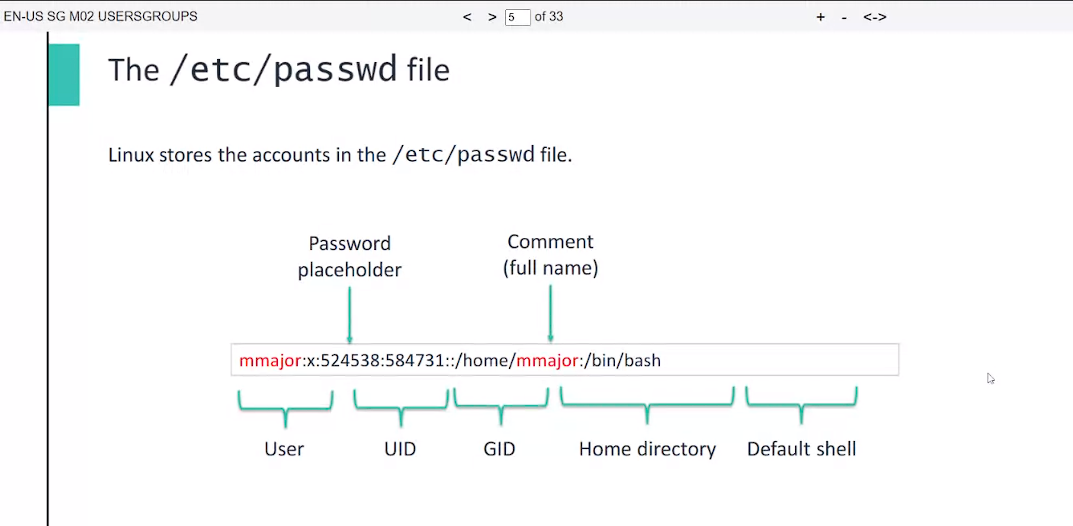 EN-US SG M02 USERSGROUPS
< > 5 of 33
+ - <->
The /etc/passwd file
Linux stores the accounts in the /etc/passwd file.
Password
placeholder
Comment
(full name)
mmajor:x:524538:584731::/home/mmajor:/bin/bash
User UID GID Home directory Default shell